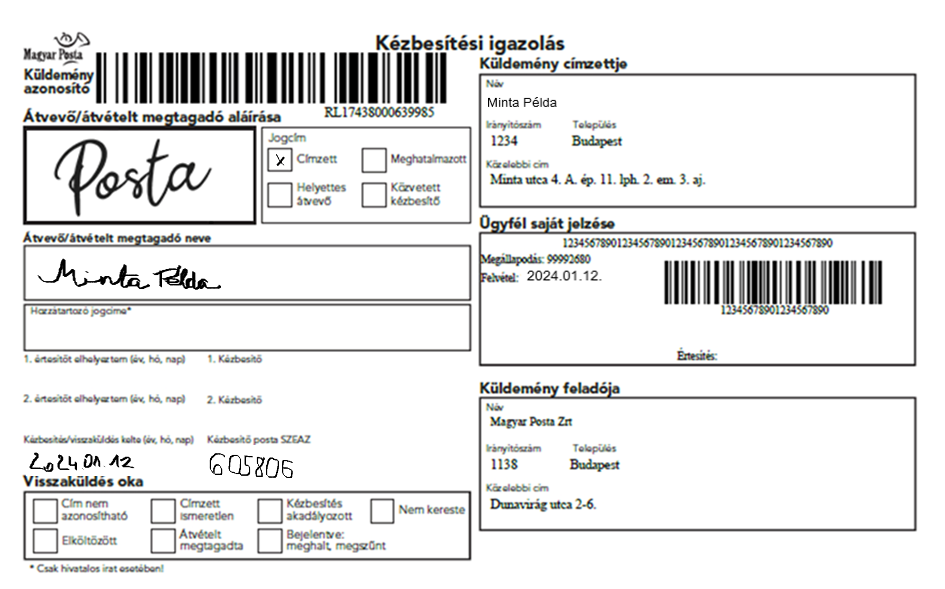 Magyar Posta
Kézbesítési igazolás
Küldemény azonosító
RL17438000639985
Átvevő/átvételt megtagadó aláírása
Posta
Jogcím
x Címzett
Meghatalmazott
Helyettes átvevő
Közvetett kézbesítő
Átvevő/átvételt megtagadó neve
Minta Példa
Hozzátartozó jogcíme*
1. értesítőt elhelyeztem (év, hó, nap) 1. Kézbesítő
2. értesítőt elhelyeztem (év, hó, nap) 2. Kézbesítő
Kézbesítés/visszaküldés kelte (év, hó, nap) Kézbesítő posta SZEAZ
2024.01.12 605806
Visszaküldés oka
Cím nem azonosítható
Címzett ismeretlen
Kézbesítés akadályozott
Nem kereste
Elköltözött
Átvételt megtagadta
Bejelentve: meghalt, megszűnt
* Csak hivatalos irat esetében!
Küldemény címzettje
Név
Minta Példa
Irányítószám Település
1234 Budapest
Közelebbi cím
Minta utca 4. A. ép. 11. lph. 2. em. 3. aj.
Ügyfél saját jelzése
12345678901234567890123456789012345678901234567890
Megállapodás: 99992680
Felvétel: 2024.01.12.
12345678901234567890
Értesítés:
Küldemény feladója
Név
Magyar Posta Zrt
Irányítószám Település
1138 Budapest
Közelebbi cím
Dunavirág utca 2-6.